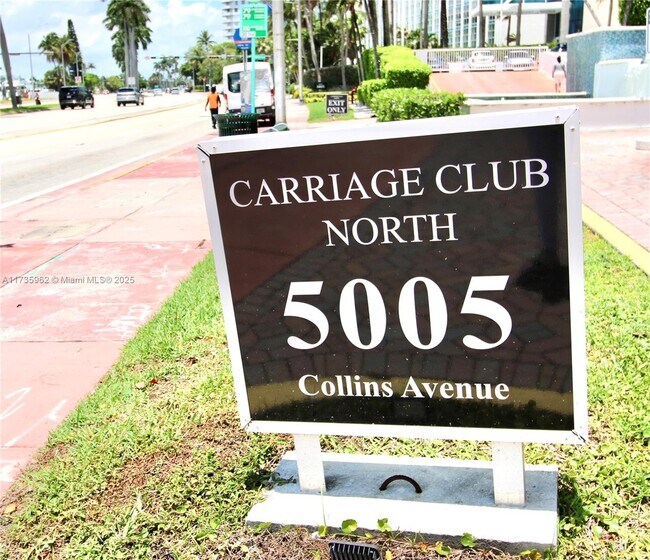 EXIT
ONLY
A11735962 © Miami MLS® 2025
CARRIAGE CLUB
NORTH
5005
Collins Avenue